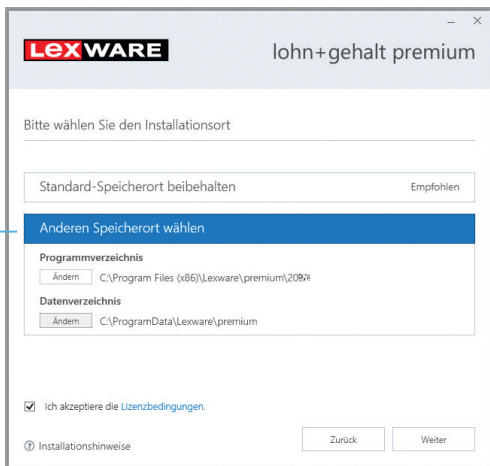 LEXWARE
lohn+gehalt premium
Bitte wählen Sie den Installationsort
Standard-Speicherort beibehalten Empfohlen
Anderen Speicherort wählen
Programmverzeichnis
Ändern C:\Program Files (x86)\Lexware\premium\
Datenverzeichnis
Ändern C:\ProgramData\Lexware\premium
Ich akzeptiere die Lizenzbedingungen.
Installationshinweise
Zurück Weiter